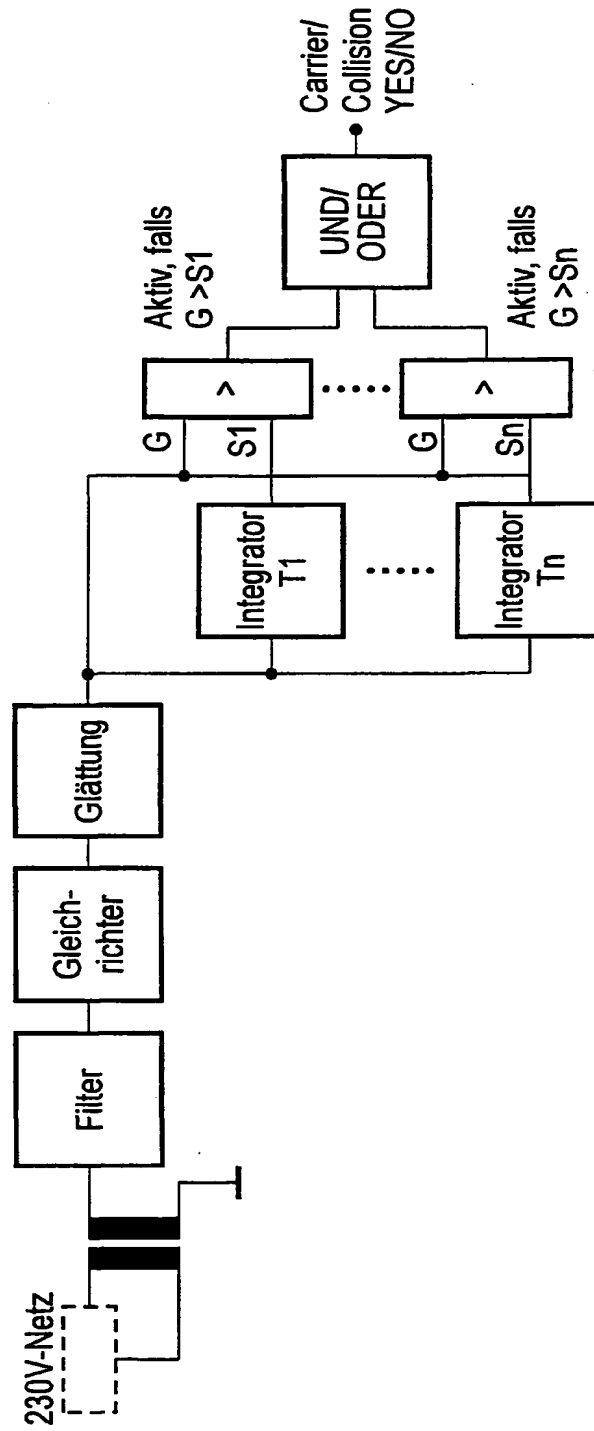 230V-Netz
Filter
Gleich-
richter
Glättung
Integrator
T1
Integrator
Tn
G
S1
G
Sn
>
>
Aktiv, falls
G >S1
Aktiv, falls
G >Sn
UND/
ODER
Carrier/
Collision
YES/NO